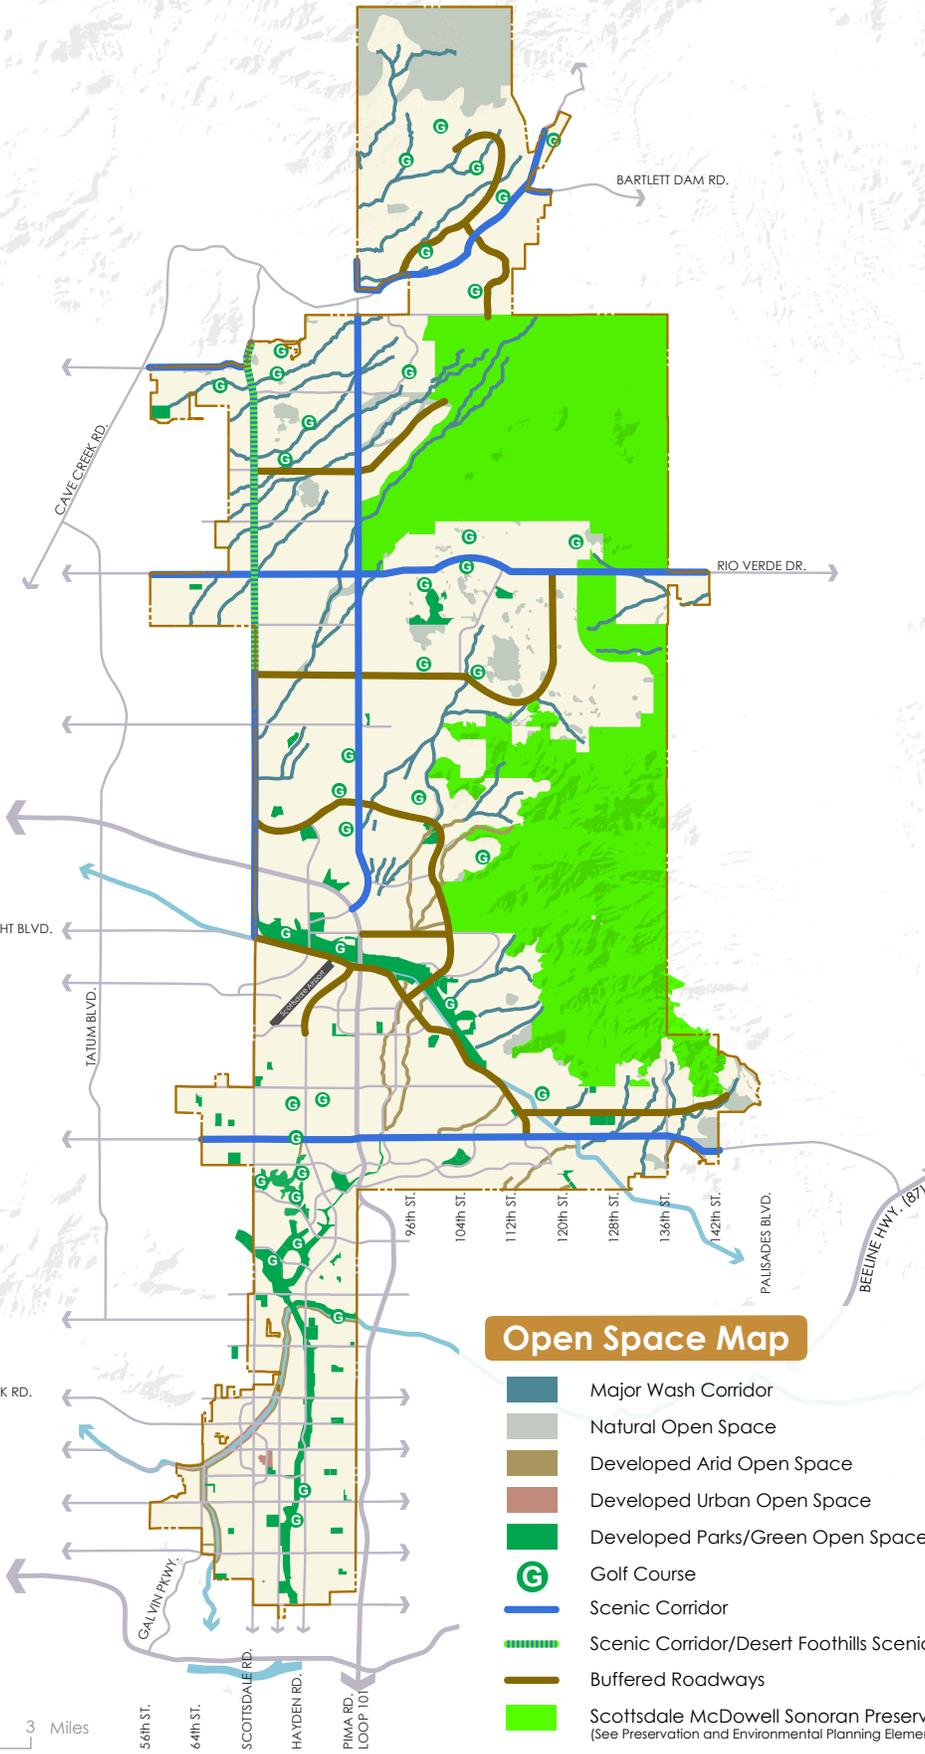 BARTLETT DAM RD.
CAVE CREEK RD.
RIO VERDE DR.
HT BLVD.
Scottsdale Airport
TATUM BLVD.
96th ST.
104th ST.
112th ST.
120th ST.
128th ST.
136th ST.
142th ST.
PALISADES BLVD.
BEELINE HWY. (87)
K RD.
GALVIN PKWY.
56th ST.
64th ST.
SCOTTSDALE RD.
HAYDEN RD.
PIMA RD.
LOOP 101
3 Miles
Open Space Map
Major Wash Corridor
Natural Open Space
Developed Arid Open Space
Developed Urban Open Space
Developed Parks/Green Open Space
G
Golf Course
Scenic Corridor
Scenic Corridor/Desert Foothills Scenic
Buffered Roadways
Scottsdale McDowell Sonoran Preserv
(See Preservation and Environmental Planning Elemen